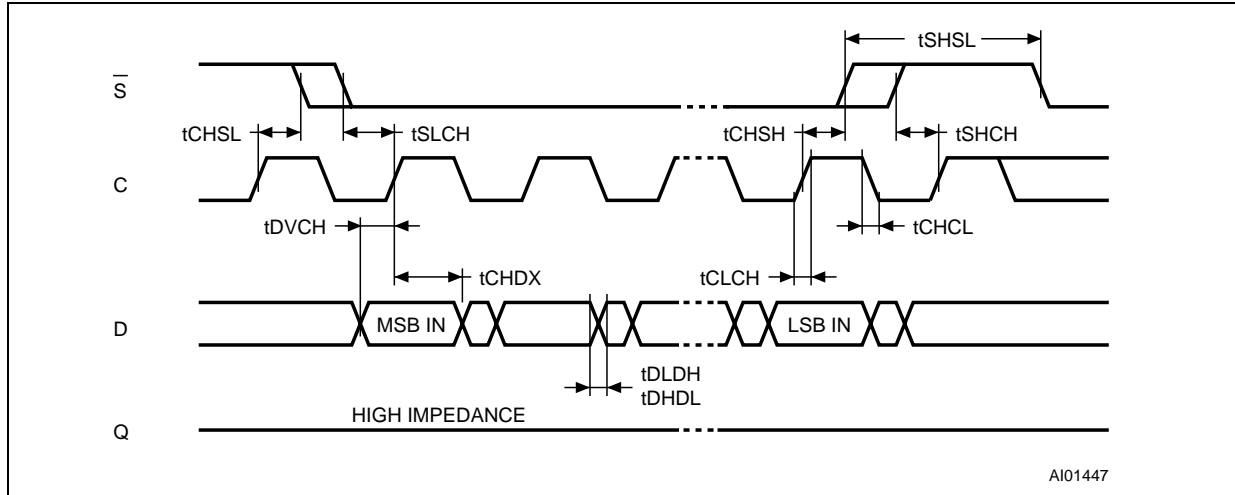 tSHSL
S̅
tCHSL
tSLCH
tCHSH
tSHCH
C
tDVCH
tCHCL
tCHDX
tCLCH
D
MSB IN
LSB IN
tDLDH
tDHDL
HIGH IMPEDANCE
Q
AI01447